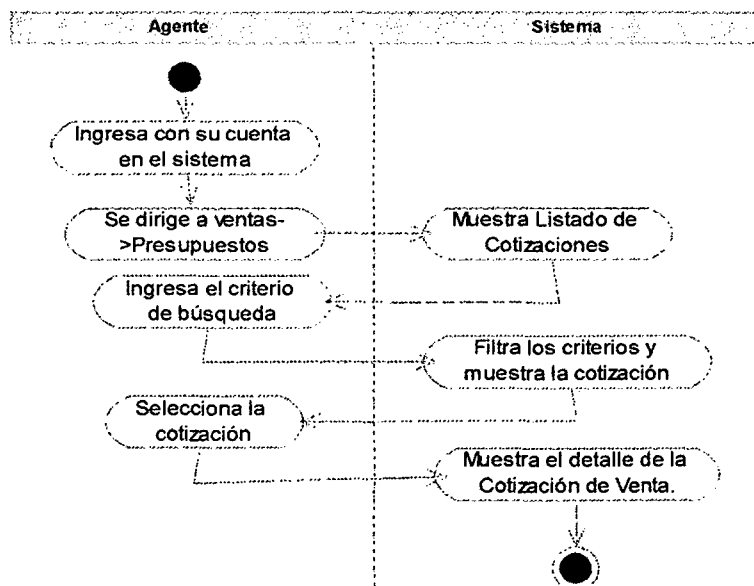 Agente
Sistema
Ingresa con su cuenta
en el sistema
Se dirige a ventas-
>Presupuestos
Muestra Listado de
Cotizaciones
Ingresa el criterio
de búsqueda
Filtra los criterios y
muestra la cotización
Selecciona la
cotización
Muestra el detalle de la
Cotización de Venta.